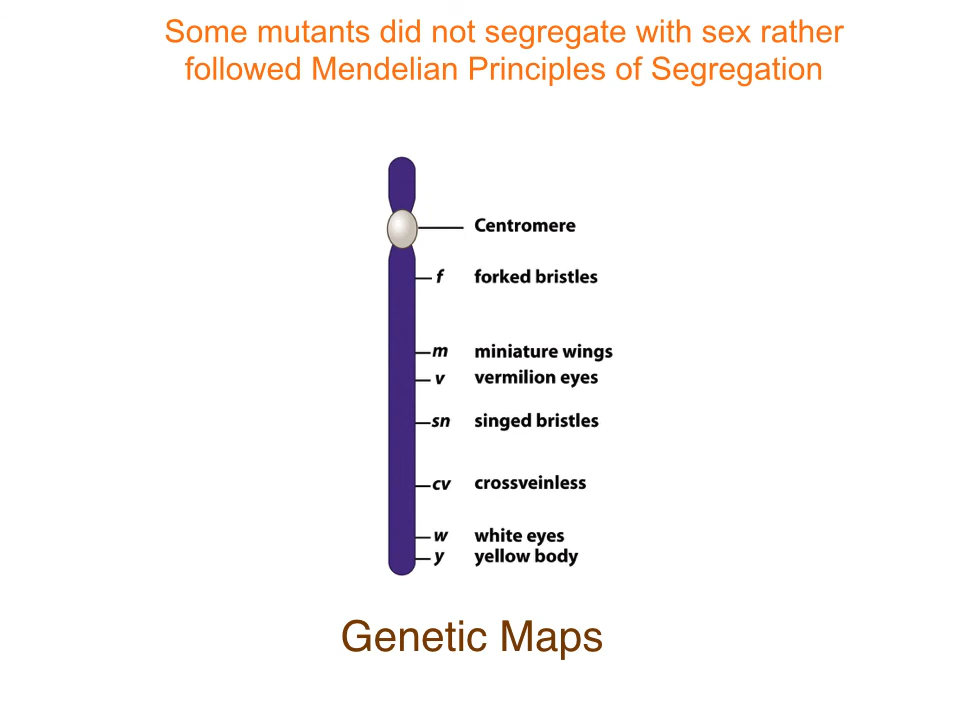 Some mutants did not segregate with sex rather
followed Mendelian Principles of Segregation
Centromere
f forked bristles
m miniature wings
v vermilion eyes
sn singed bristles
cv crossveinless
w white eyes
y yellow body
Genetic Maps